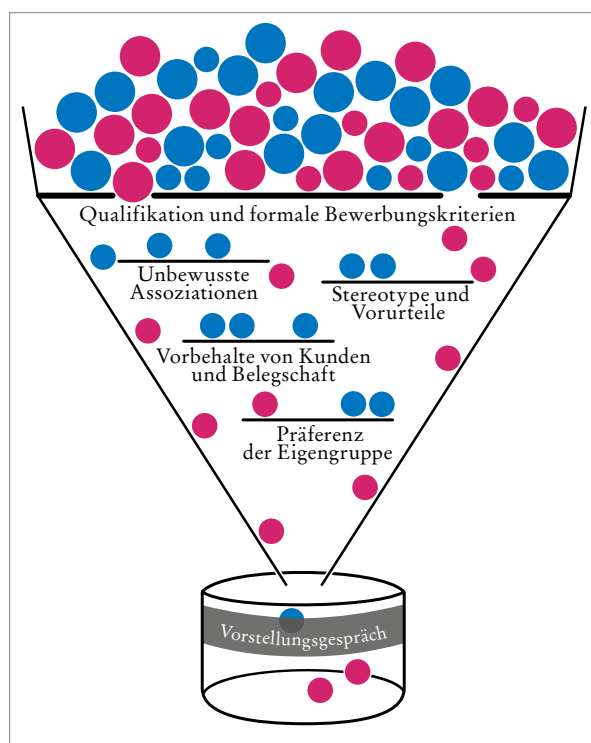 Qualifikation und formale Bewerbungskriterien
Unbewusste
Assoziationen
Stereotype und
Vorurteile
Vorbehalte von Kunden
und Belegschaft
Präferenz
der Eigengruppe
Vorstellungsgespräch